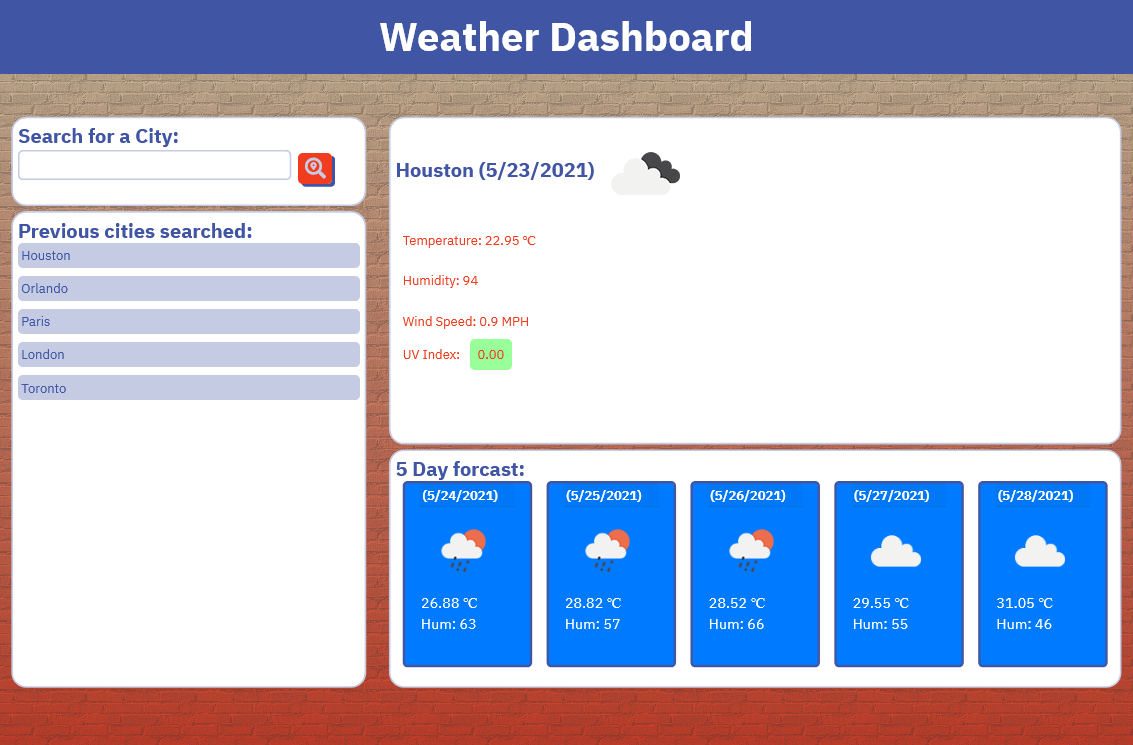 Weather Dashboard
Search for a City:
Previous cities searched:
Houston
Orlando
Paris
London
Toronto
Houston (5/23/2021)
Temperature: 22.95 °C
Humidity: 94
Wind Speed: 0.9 MPH
UV Index: 0.00
5 Day forcast:
(5/24/2021)
26.88 °C
Hum: 63
(5/25/2021)
28.82 °C
Hum: 57
(5/26/2021)
28.52 °C
Hum: 66
(5/27/2021)
29.55 °C
Hum: 55
(5/28/2021)
31.05 °C
Hum: 46